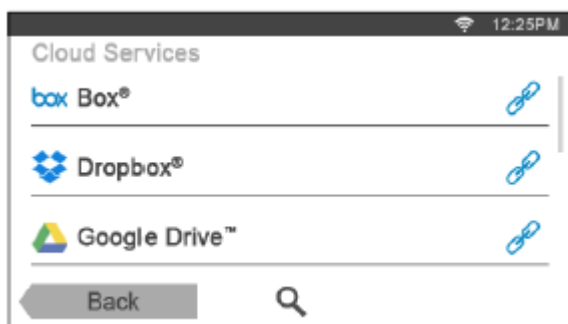 12:25PM
Cloud Services
box Box®
Dropbox®
Google Drive™
Back